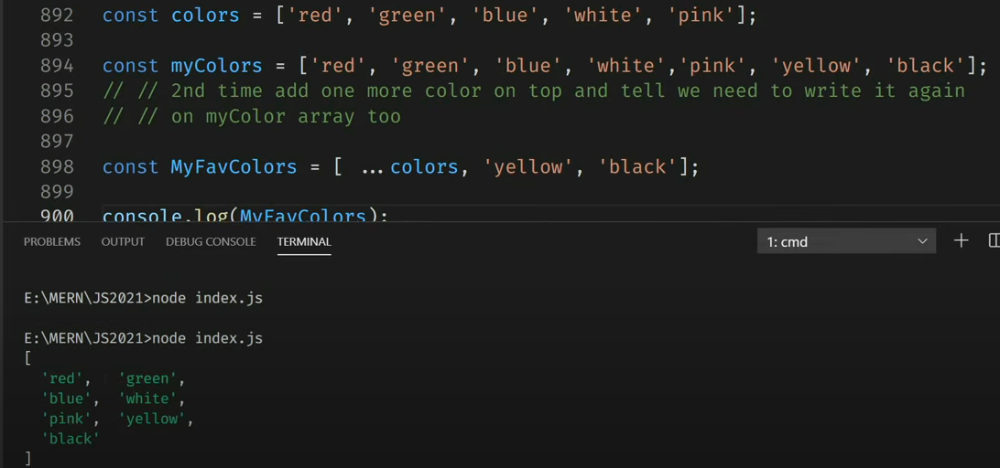 892 const colors = ['red', 'green', 'blue', 'white', 'pink'];
893
894 const myColors = ['red', 'green', 'blue', 'white','pink', 'yellow', 'black'];
895 // // 2nd time add one more color on top and tell we need to write it again
896 // // on myColor array too
897
898 const MyFavColors = [ ...colors, 'yellow', 'black'];
899
900 console.log(MyFavColors);
PROBLEMS OUTPUT DEBUG CONSOLE TERMINAL 1: cmd
E:\MERN\JS2021>node index.js
E:\MERN\JS2021>node index.js
[
'red', 'green',
'blue', 'white',
'pink', 'yellow',
'black'
]